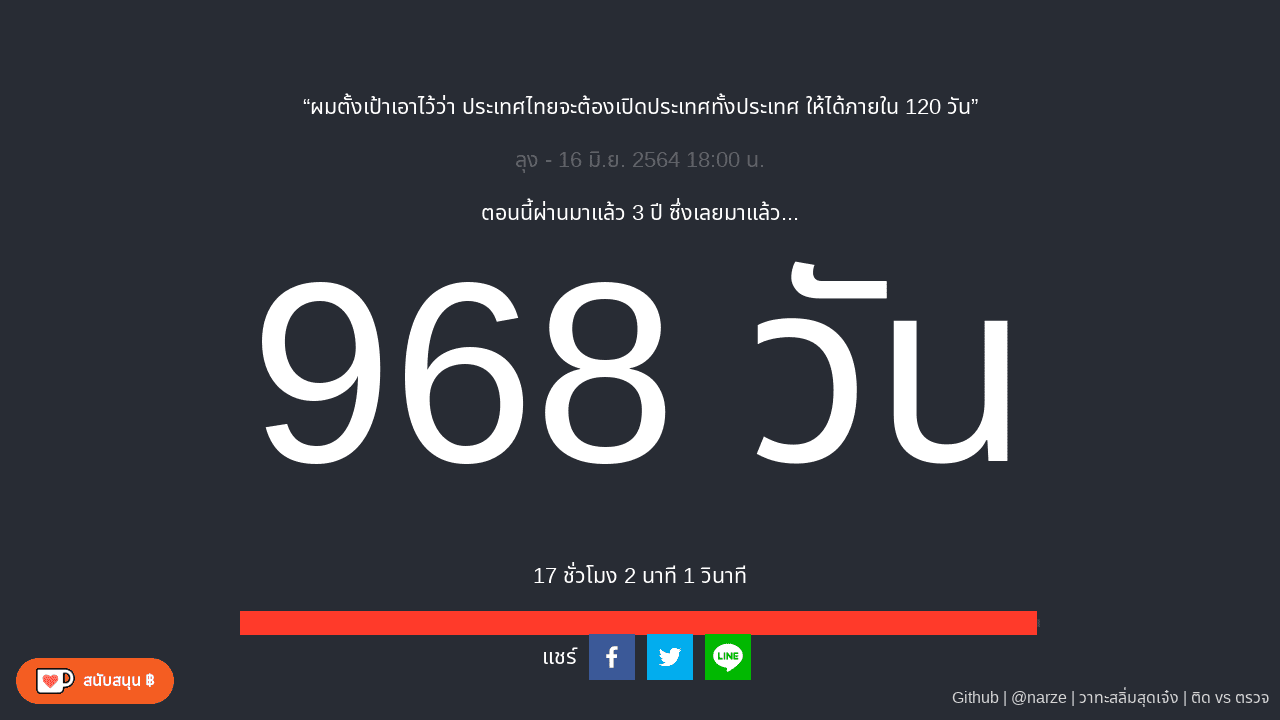 “ผมตั้งเป้าเอาไว้ว่า ประเทศไทยจะต้องเปิดประเทศทั้งประเทศ ให้ได้ภายใน 120 วัน”
ลุง - 16 มิ.ย. 2564 18:00 น.
ตอนนี้ผ่านมาแล้ว 3 ปี ซึ่งเลยมาแล้ว...
968 วัน
17 ชั่วโมง 2 นาที 1 วินาที
แชร์
LINE
สนับสนุน ฿
Github | @narze | วาทะสลิ่มสุดเจ๋ง | ติด vs ตรวจ